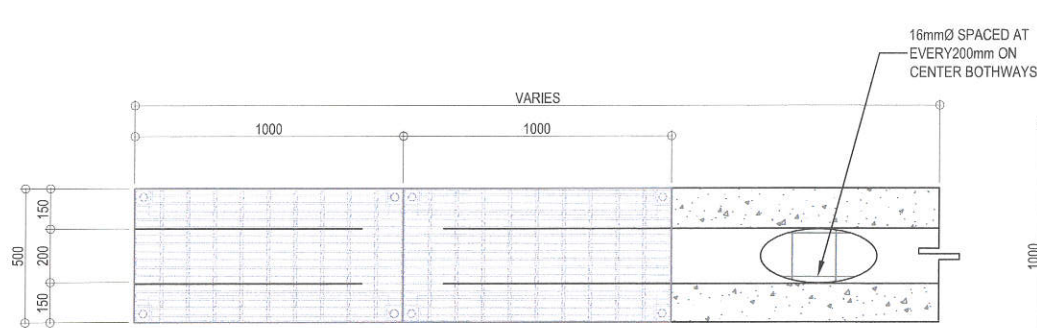 16mmØ SPACED AT
EVERY200mm ON
CENTER BOTHWAYS
VARIES
1000
1000
150
500
200
150
1000